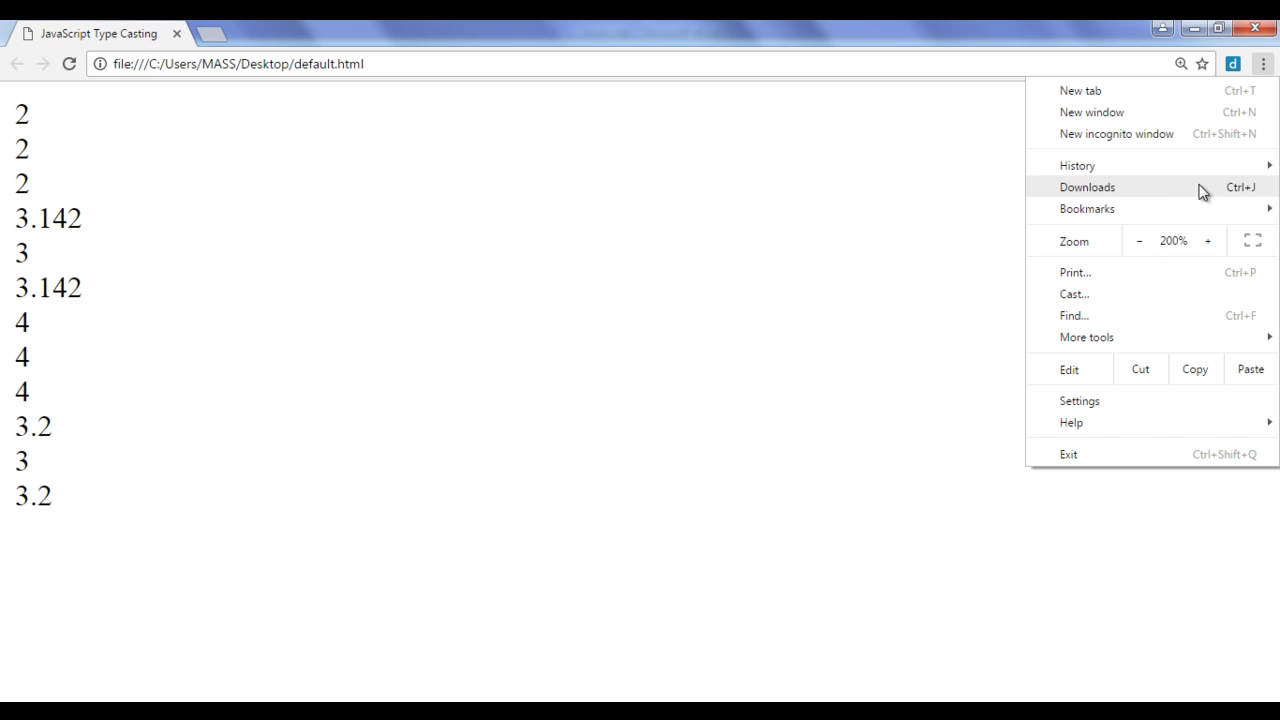 JavaScript Type Casting
file:///C:/Users/MASS/Desktop/default.html
d
2
2
2
3.142
3
3.142
4
4
4
3.2
3
3.2
New tab Ctrl+T
New window Ctrl+N
New incognito window Ctrl+Shift+N
History
Downloads Ctrl+J
Bookmarks
Zoom - 200% +
Print... Ctrl+P
Cast...
Find... Ctrl+F
More tools
Edit Cut Copy Paste
Settings
Help
Exit Ctrl+Shift+Q